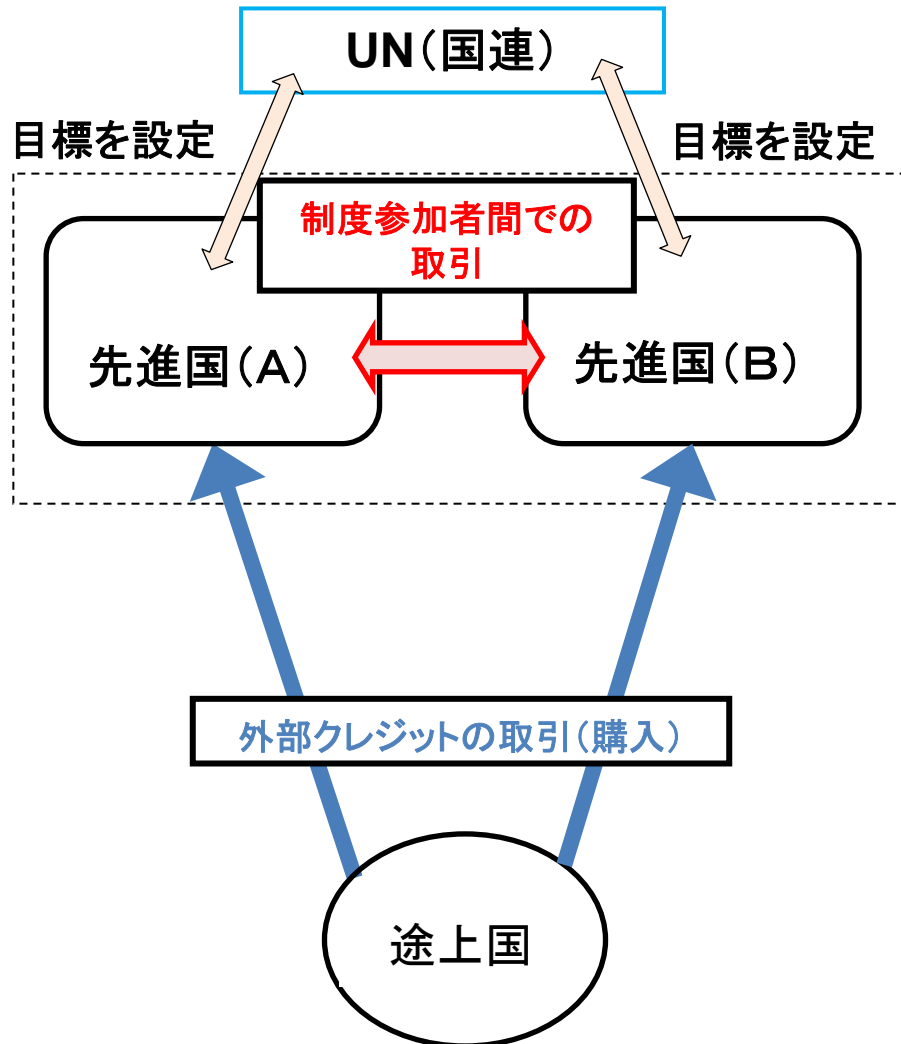 UN（国連）
目標を設定
目標を設定
制度参加者間での
取引
先進国（A）
先進国（B）
外部クレジットの取引（購入）
途上国